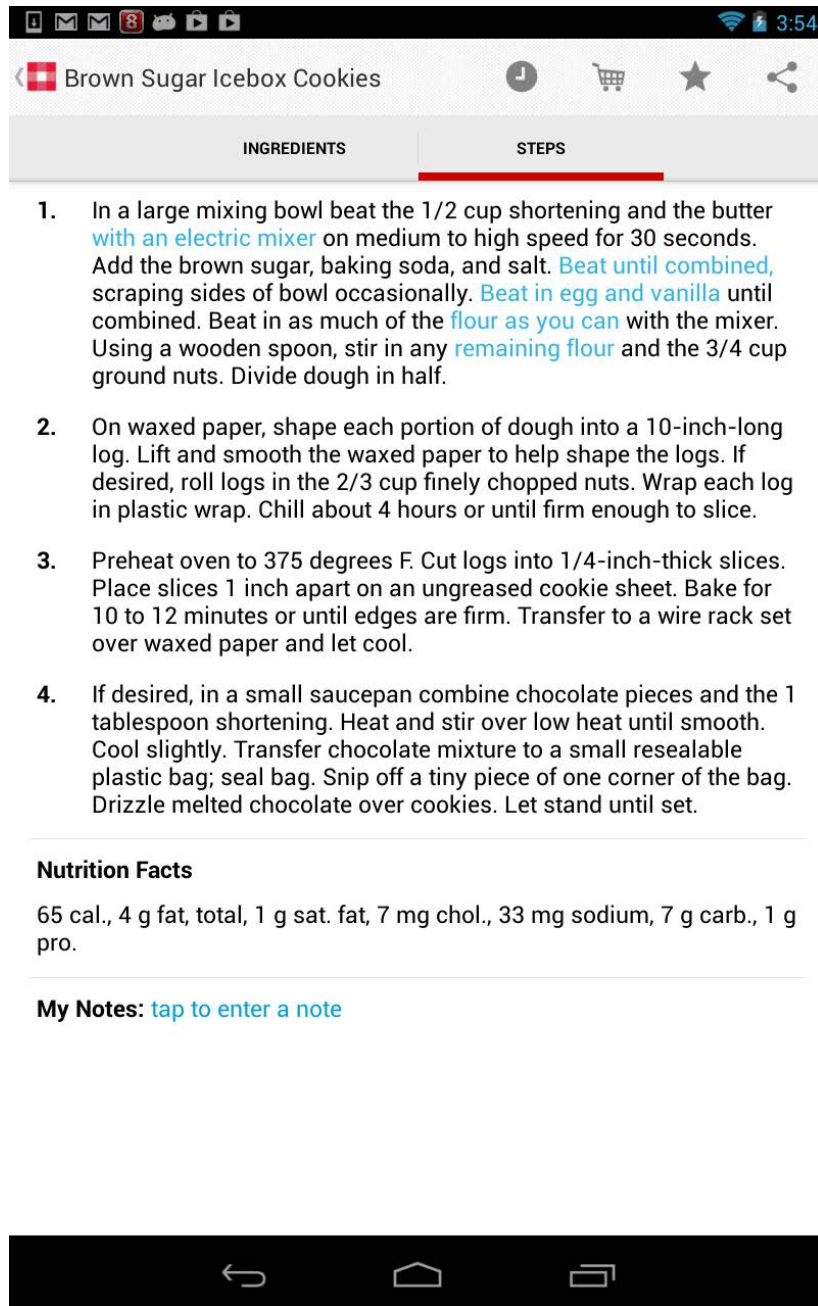 8
3:54
Brown Sugar Icebox Cookies
INGREDIENTS
STEPS
1. In a large mixing bowl beat the 1/2 cup shortening and the butter
with an electric mixer on medium to high speed for 30 seconds.
Add the brown sugar, baking soda, and salt. Beat until combined,
scraping sides of bowl occasionally. Beat in egg and vanilla until
combined. Beat in as much of the flour as you can with the mixer.
Using a wooden spoon, stir in any remaining flour and the 3/4 cup
ground nuts. Divide dough in half.
2. On waxed paper, shape each portion of dough into a 10-inch-long
log. Lift and smooth the waxed paper to help shape the logs. If
desired, roll logs in the 2/3 cup finely chopped nuts. Wrap each log
in plastic wrap. Chill about 4 hours or until firm enough to slice.
3. Preheat oven to 375 degrees F. Cut logs into 1/4-inch-thick slices.
Place slices 1 inch apart on an ungreased cookie sheet. Bake for
10 to 12 minutes or until edges are firm. Transfer to a wire rack set
over waxed paper and let cool.
4. If desired, in a small saucepan combine chocolate pieces and the 1
tablespoon shortening. Heat and stir over low heat until smooth.
Cool slightly. Transfer chocolate mixture to a small resealable
plastic bag; seal bag. Snip off a tiny piece of one corner of the bag.
Drizzle melted chocolate over cookies. Let stand until set.
Nutrition Facts
65 cal., 4 g fat, total, 1 g sat. fat, 7 mg chol., 33 mg sodium, 7 g carb., 1 g
pro.
My Notes: tap to enter a note